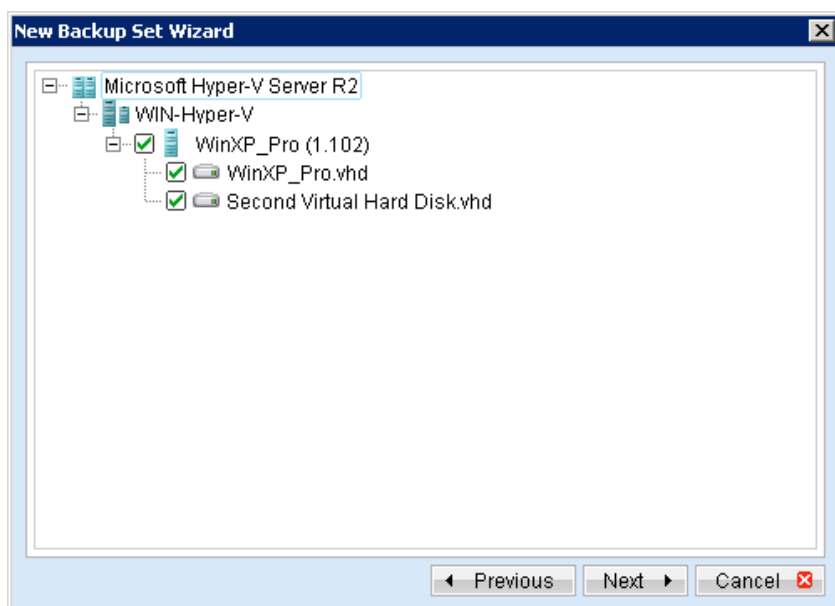 New Backup Set Wizard
Microsoft Hyper-V Server R2
WIN-Hyper-V
WinXP_Pro (1.102)
WinXP_Pro.vhd
Second Virtual Hard Disk.vhd
Previous Next Cancel